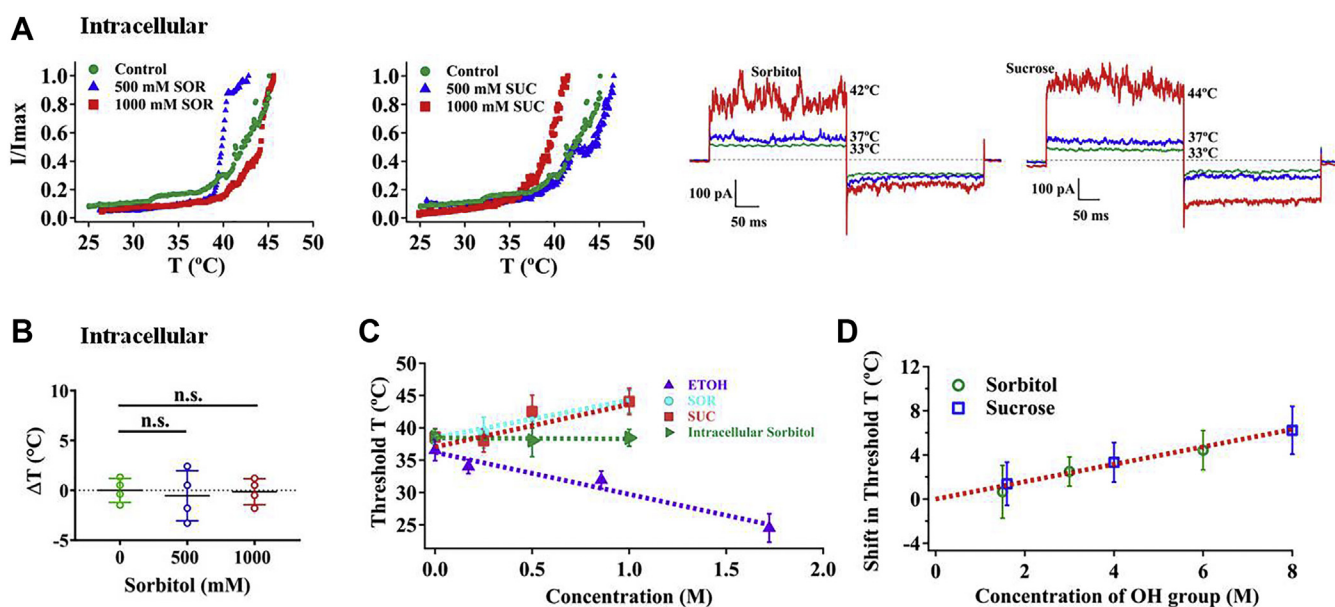 A
Intracellular
I/Imax
1.0
0.8
0.6
0.4
0.2
0.0
Control
500 mM SOR
1000 mM SOR
25 30 35 40 45 50
T (ºC)
1.0
0.8
0.6
0.4
0.2
0.0
Control
500 mM SUC
1000 mM SUC
25 30 35 40 45 50
T (ºC)
Sorbitol
42ºC
37ºC
33ºC
100 pA
50 ms
Sucrose
44ºC
37ºC
33ºC
100 pA
50 ms
B
Intracellular
ΔT (ºC)
10
5
0
-5
n.s.
n.s.
0 500 1000
Sorbitol (mM)
C
Threshold T (ºC)
50
45
40
35
30
25
ETOH
SOR
SUC
Intracellular Sorbitol
0.0 0.5 1.0 1.5 2.0
Concentration (M)
D
Shift in Threshold T (ºC)
12
8
4
0
-4
Sorbitol
Sucrose
0 2 4 6 8
Concentration of OH group (M)